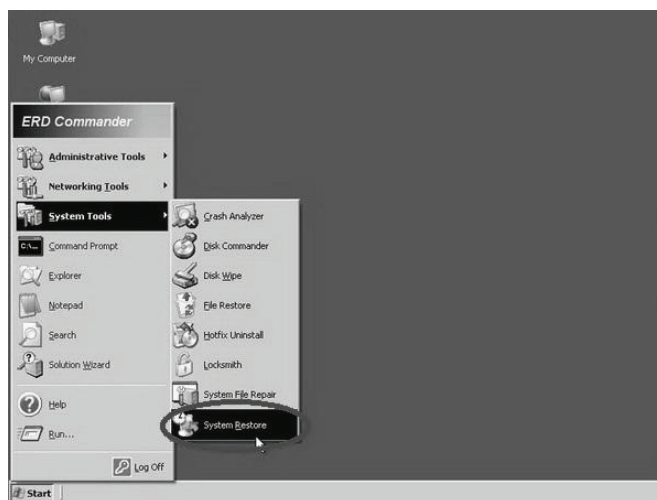 My Computer
ERD Commander
Administrative Tools
Networking Tools
System Tools
Command Prompt
Explorer
Notepad
Search
Solution Wizard
Help
Run...
Log Off
Crash Analyzer
Disk Commander
Disk Wipe
File Restore
Hotfix Uninstall
Locksmith
System File Repair
System Restore
Start